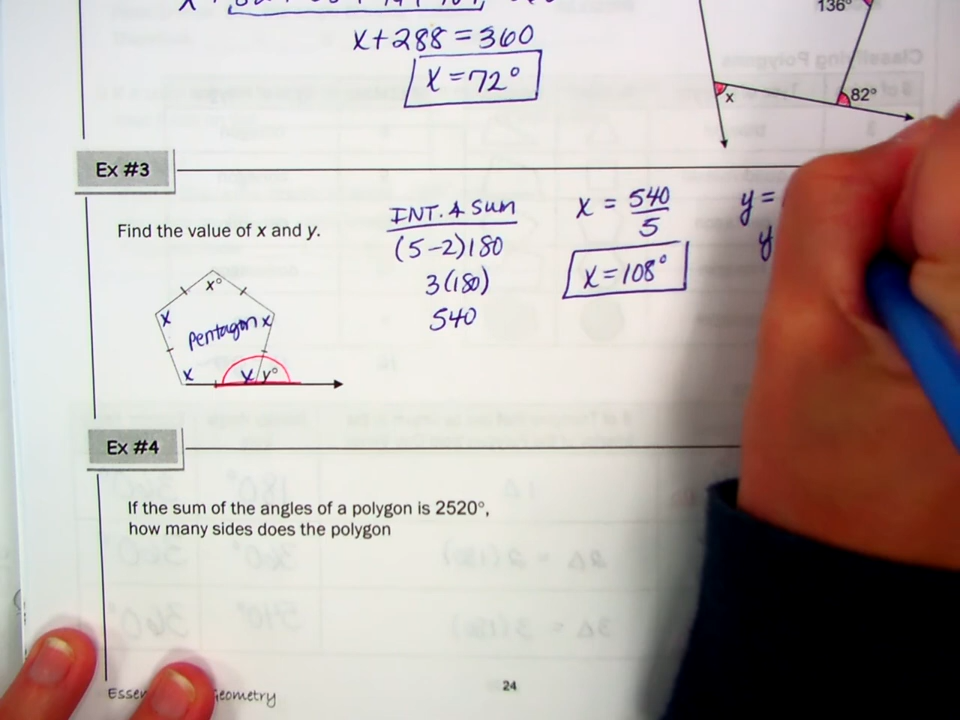 x + 288 = 360
x = 72°
136°
x
82°
Ex #3
Find the value of x and y.
INT. ∡ SUM
(5-2)180
3(180)
540
x = 540
5
x = 108°
y =
y
x°
x
x
Pentagon
x
x
y°
Ex #4
If the sum of the angles of a polygon is 2520°,
how many sides does the polygon
24